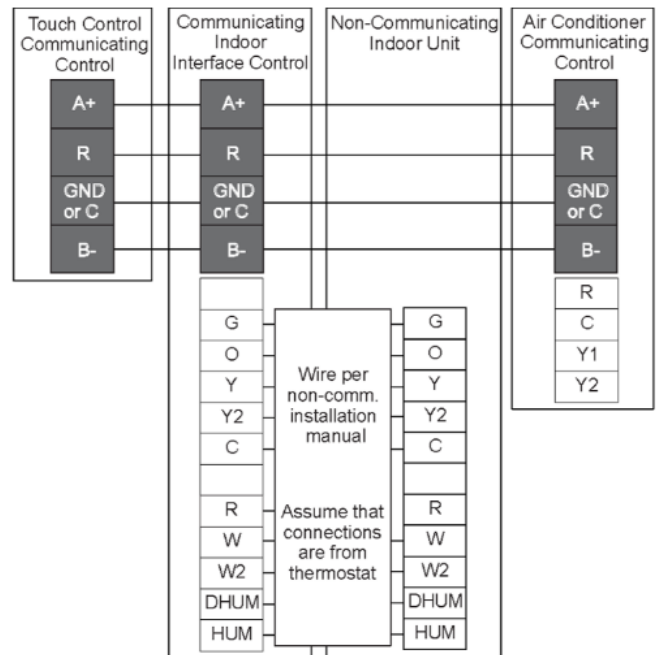 Touch Control
Communicating
Control
A+
R
GND
or C
B-
Communicating
Indoor
Interface Control
A+
R
GND
or C
B-
G
O
Y
Y2
C
R
W
W2
DHUM
HUM
Wire per
non-comm.
installation
manual
Assume that
connections
are from
thermostat
Non-Communicating
Indoor Unit
G
O
Y
Y2
C
R
W
W2
DHUM
HUM
Air Conditioner
Communicating
Control
A+
R
GND
or C
B-
R
C
Y1
Y2